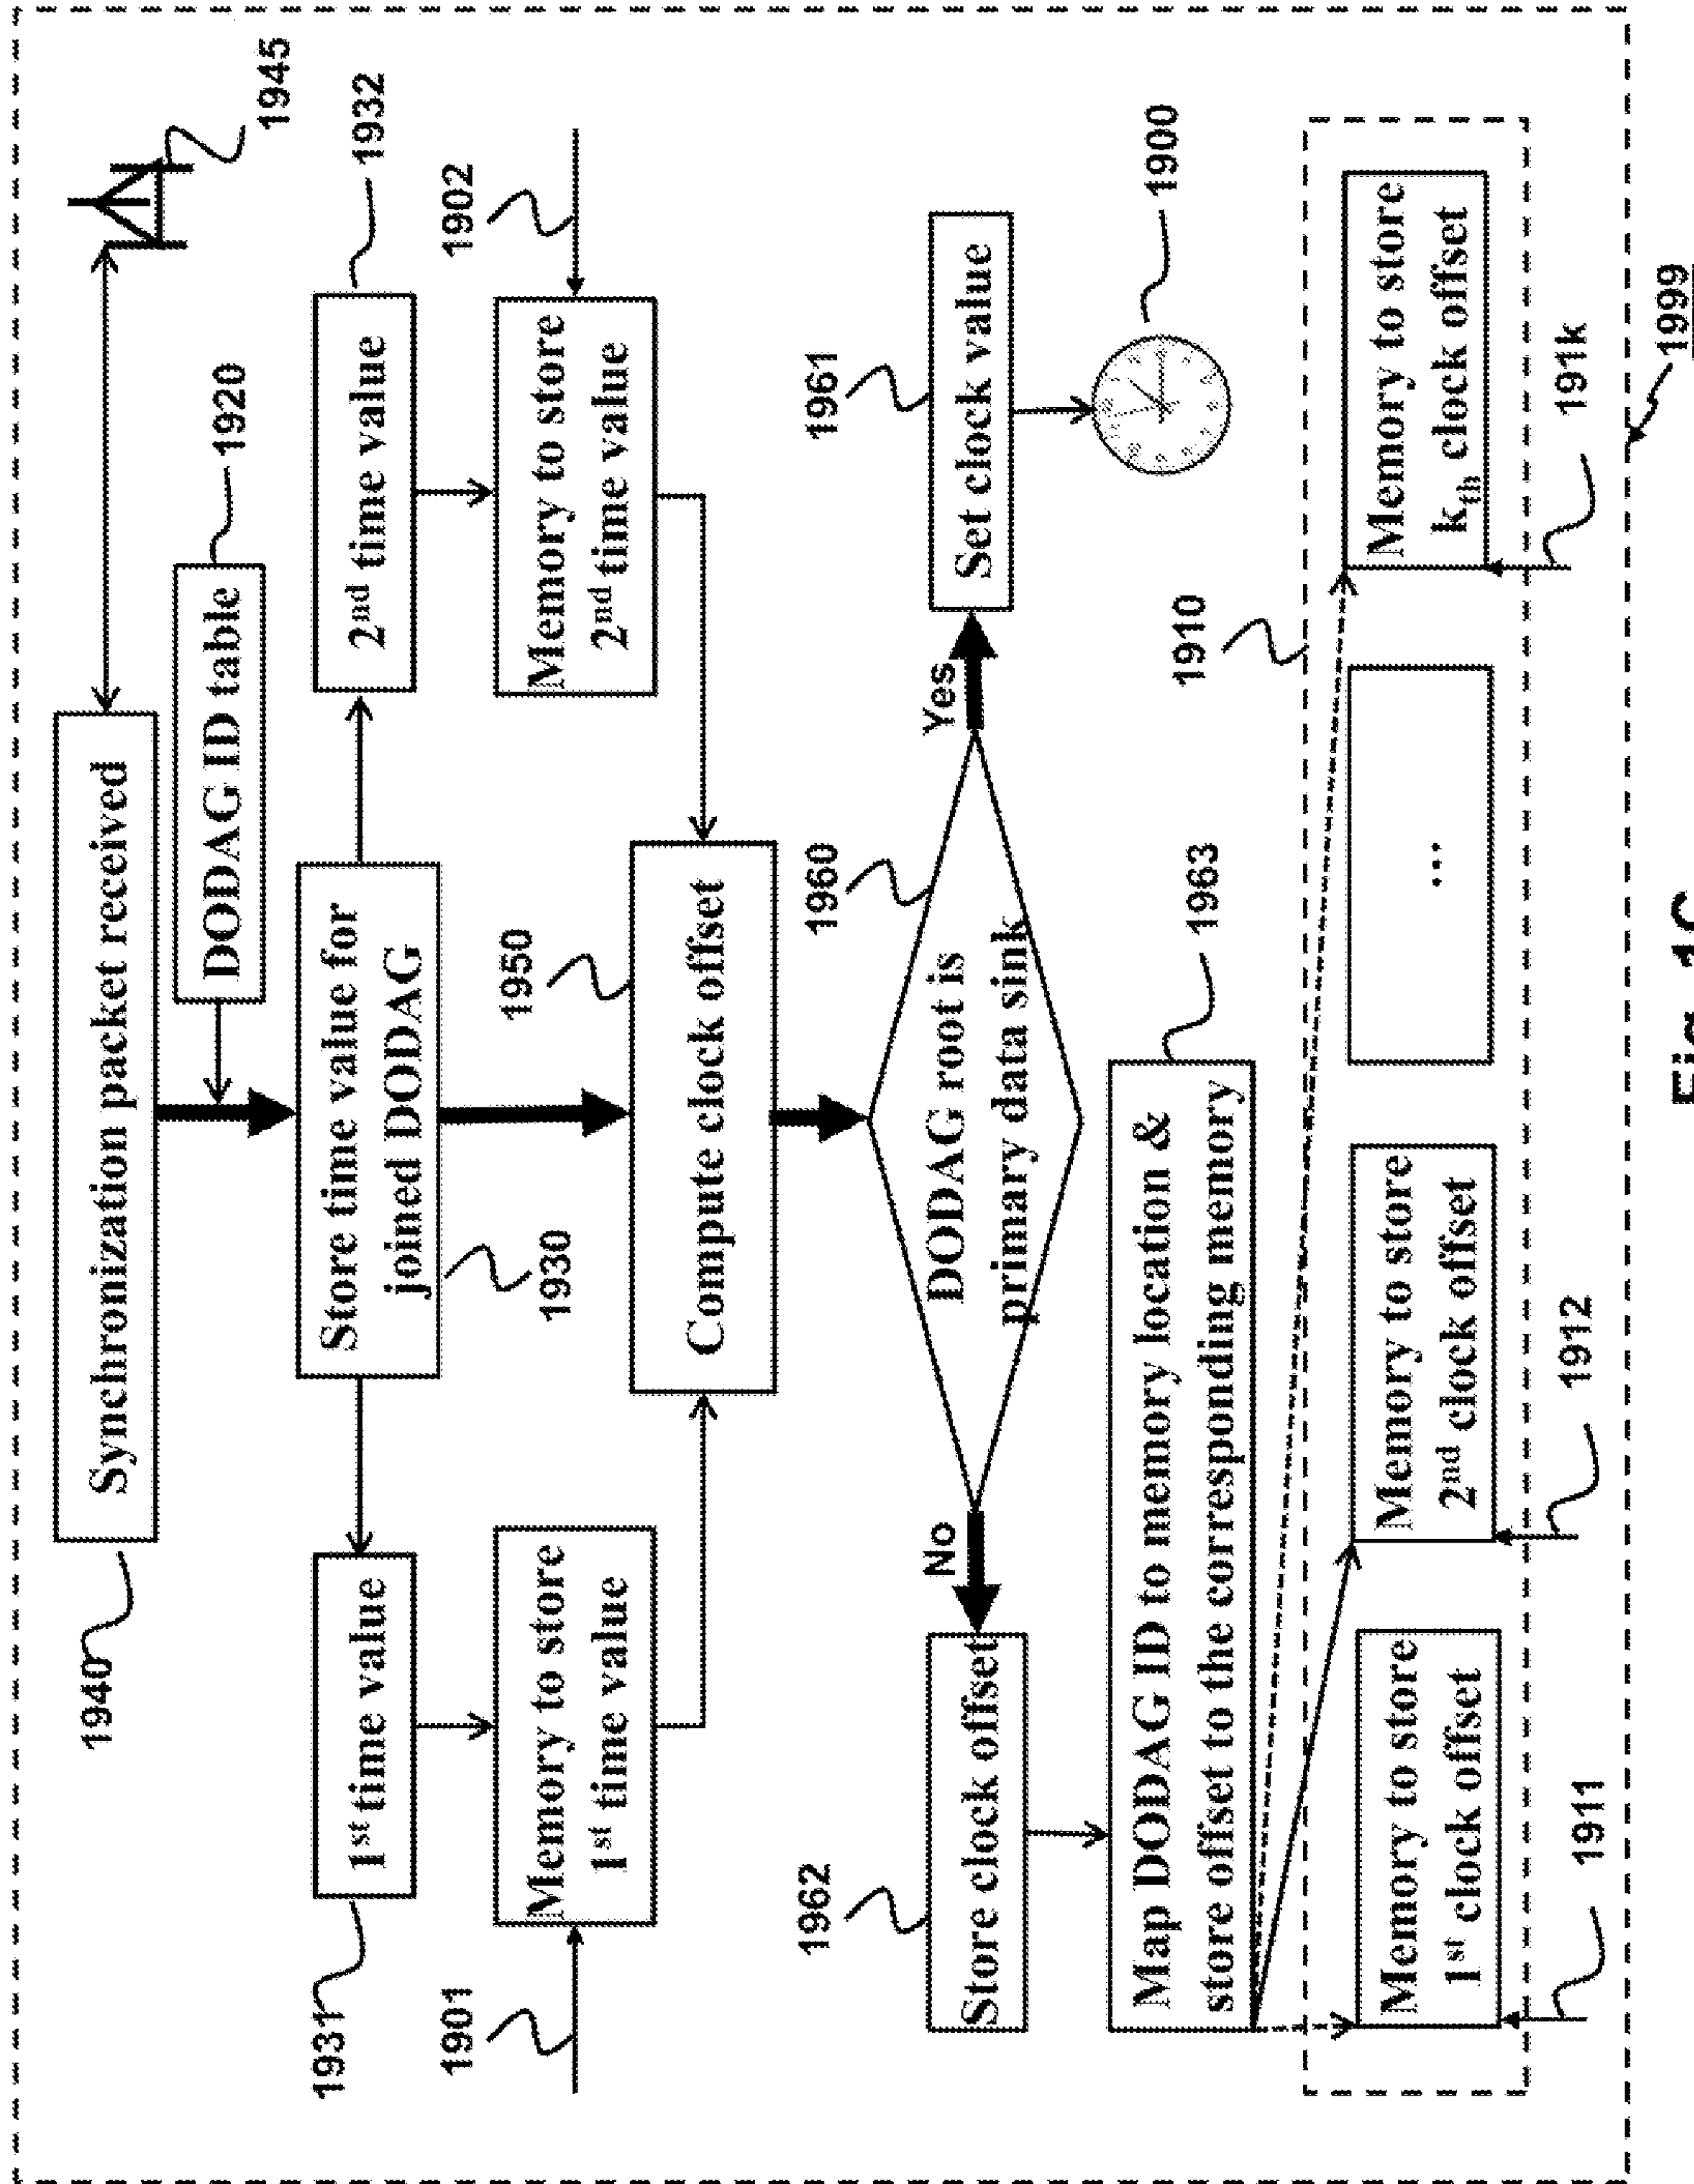 1945
1940
Synchronization packet received
DODAG ID table
1920
1931
1st time value
Store time value for
joined DODAG
1930
2nd time value
1932
1901
Memory to store
1st time value
Memory to store
2nd time value
1902
1950
Compute clock offset
1962
Store clock offset
No
DODAG root is
primary data sink
1960
Yes
1961
Set clock value
1900
Map DODAG ID to memory location &
store offset to the corresponding memory
1963
1910
Memory to store
1st clock offset
Memory to store
2nd clock offset
...
Memory to store
kth clock offset
1911
1912
191k
1999